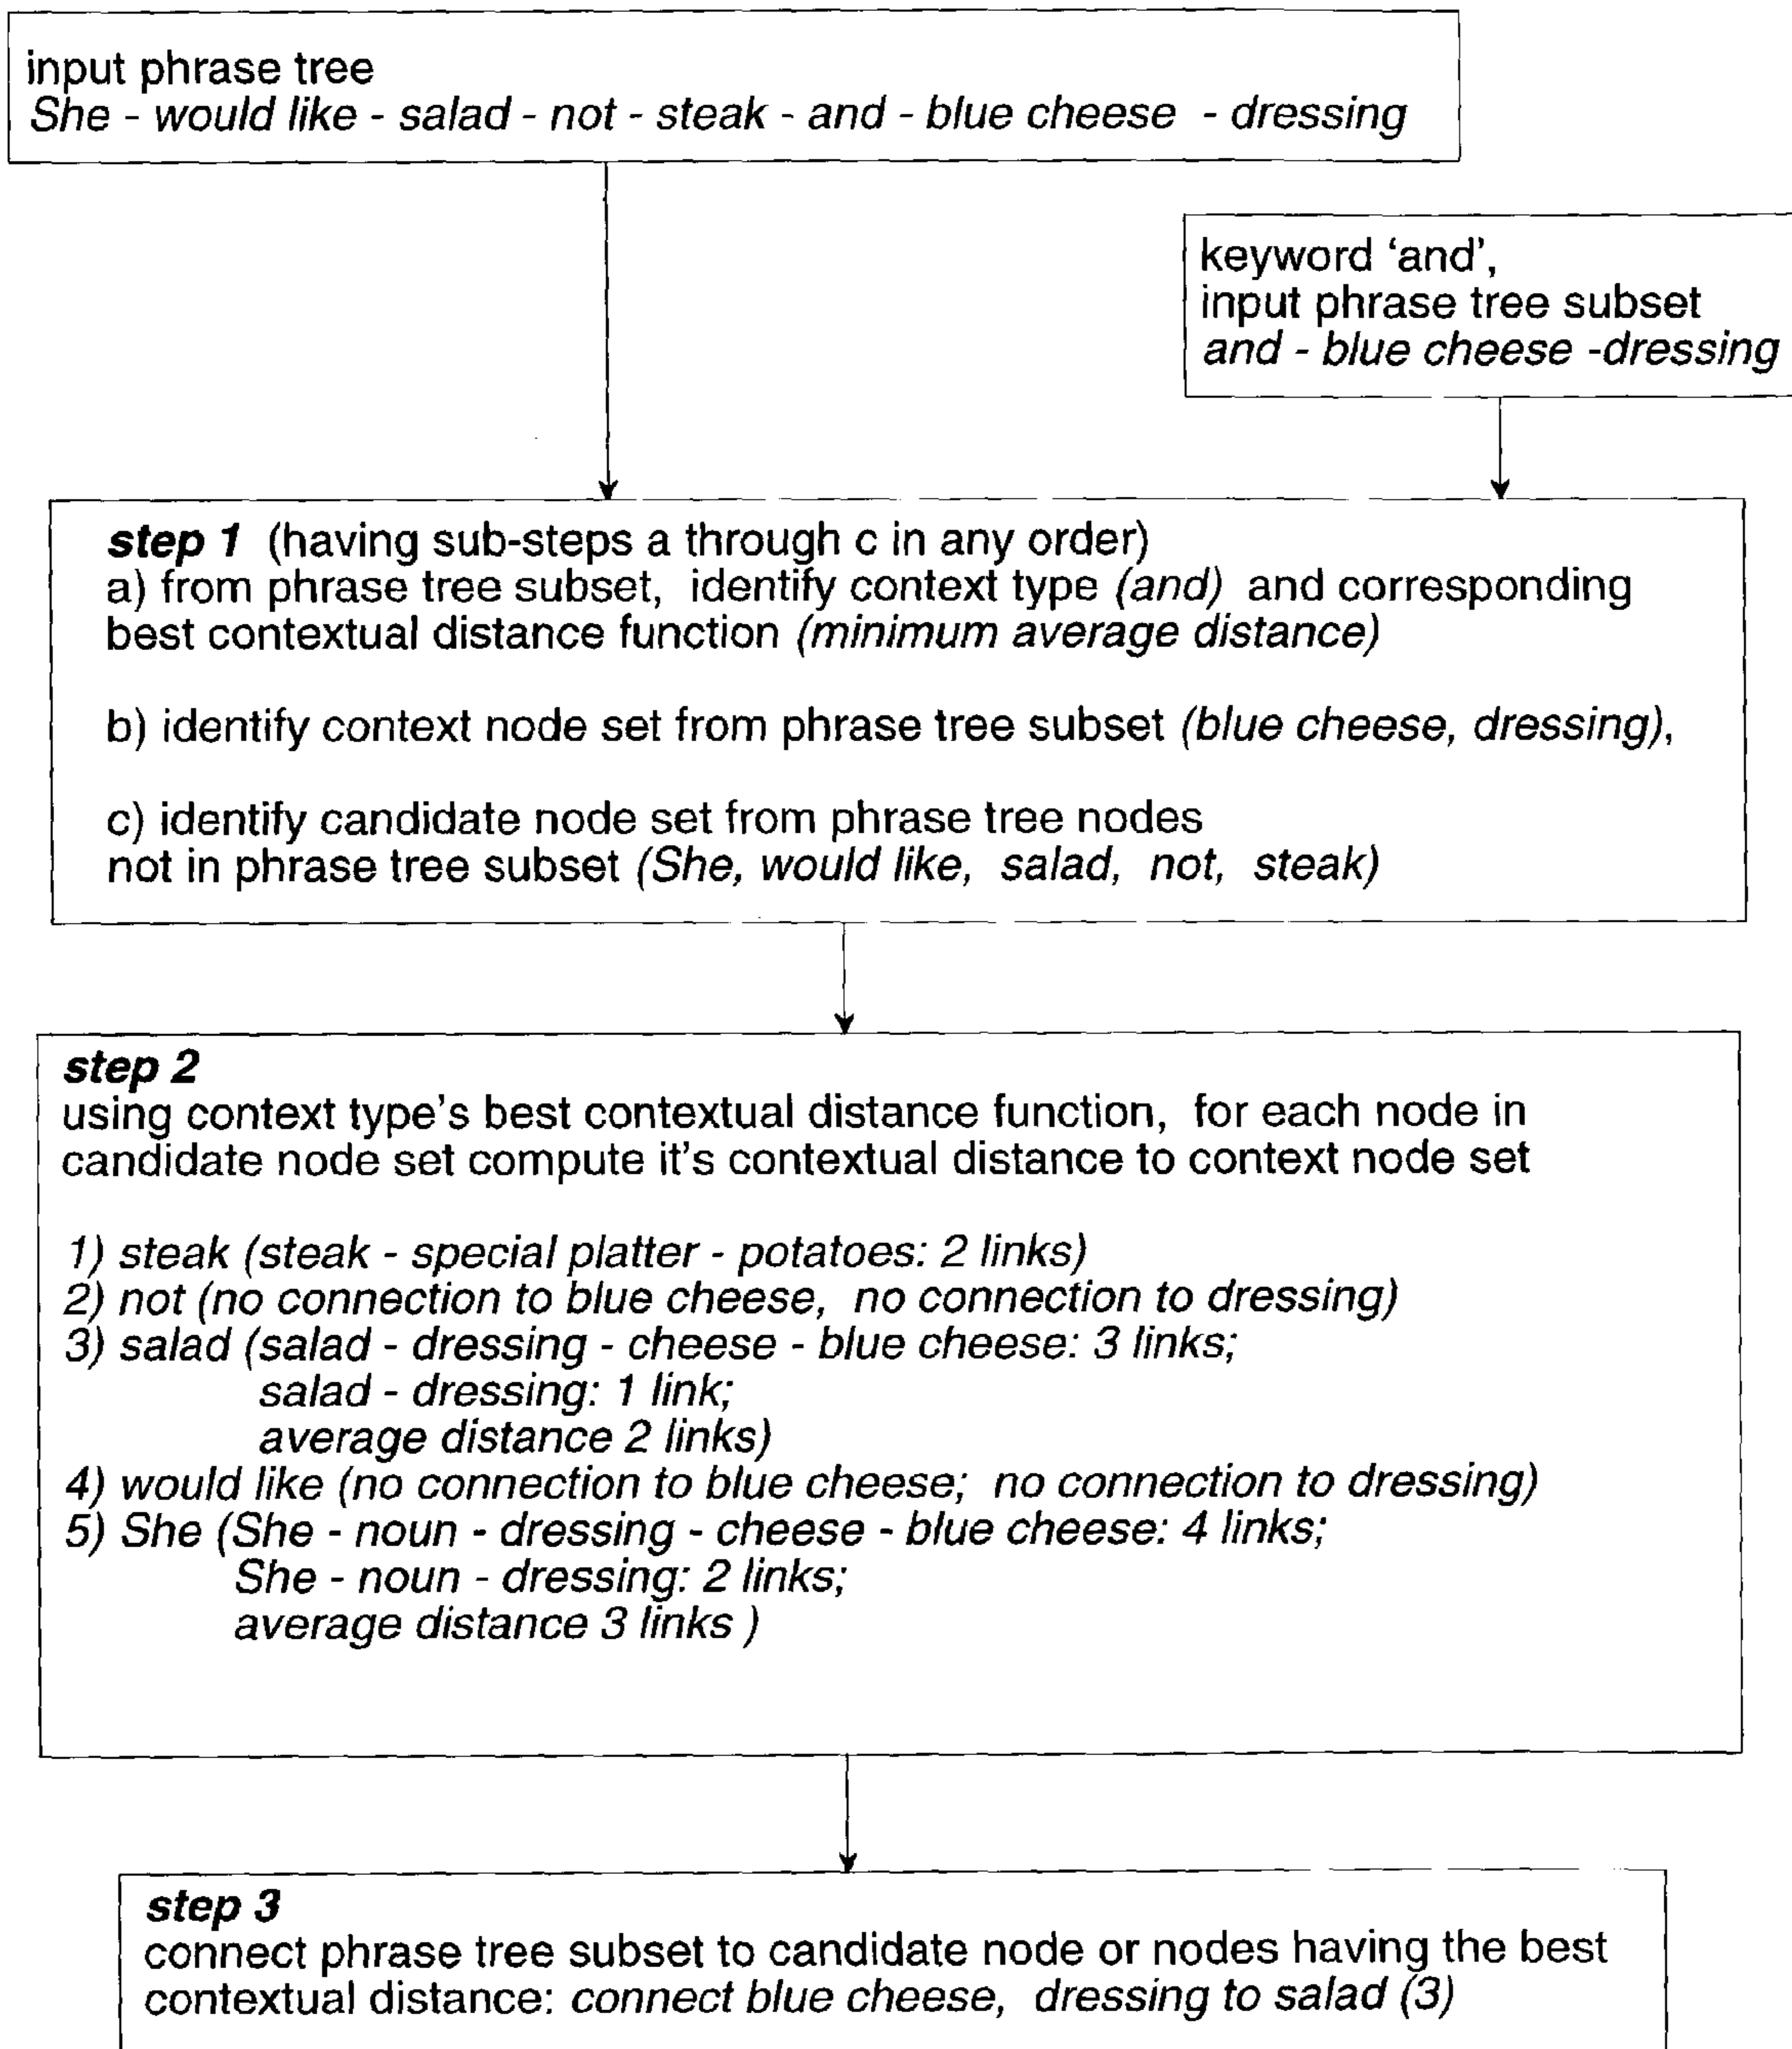 input phrase tree
She - would like - salad - not - steak - and - blue cheese - dressing
keyword ‘and’,
input phrase tree subset
and - blue cheese -dressing
step 1 (having sub-steps a through c in any order)
a) from phrase tree subset, identify context type (and) and corresponding
best contextual distance function (minimum average distance)
b) identify context node set from phrase tree subset (blue cheese, dressing),
c) identify candidate node set from phrase tree nodes
not in phrase tree subset (She, would like, salad, not, steak)
step 2
using context type's best contextual distance function, for each node in
candidate node set compute it's contextual distance to context node set
1) steak (steak - special platter - potatoes: 2 links)
2) not (no connection to blue cheese, no connection to dressing)
3) salad (salad - dressing - cheese - blue cheese: 3 links;
salad - dressing: 1 link;
average distance 2 links)
4) would like (no connection to blue cheese; no connection to dressing)
5) She (She - noun - dressing - cheese - blue cheese: 4 links;
She - noun - dressing: 2 links;
average distance 3 links )
step 3
connect phrase tree subset to candidate node or nodes having the best
contextual distance: connect blue cheese, dressing to salad (3)